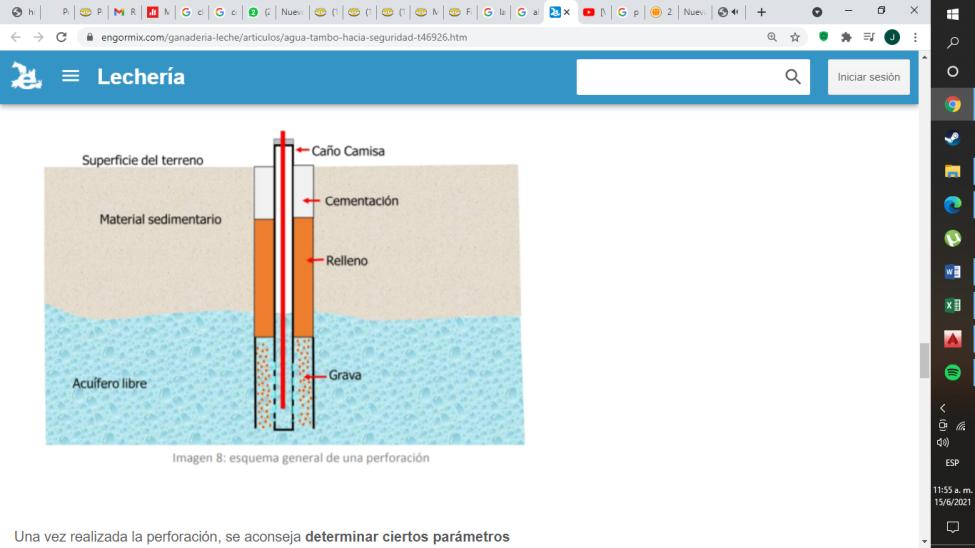 Nuev
engormix.com/ganaderia-leche/articulos/agua-tambo-hacia-seguridad-t46926.htm
Lechería
Iniciar sesión
Superficie del terreno
Caño Camisa
Cementación
Material sedimentario
Relleno
Acuífero libre
Grava
Imagen 8: esquema general de una perforación
Una vez realizada la perforación, se aconseja determinar ciertos parámetros
ESP
11:55 a. m.
15/6/2021